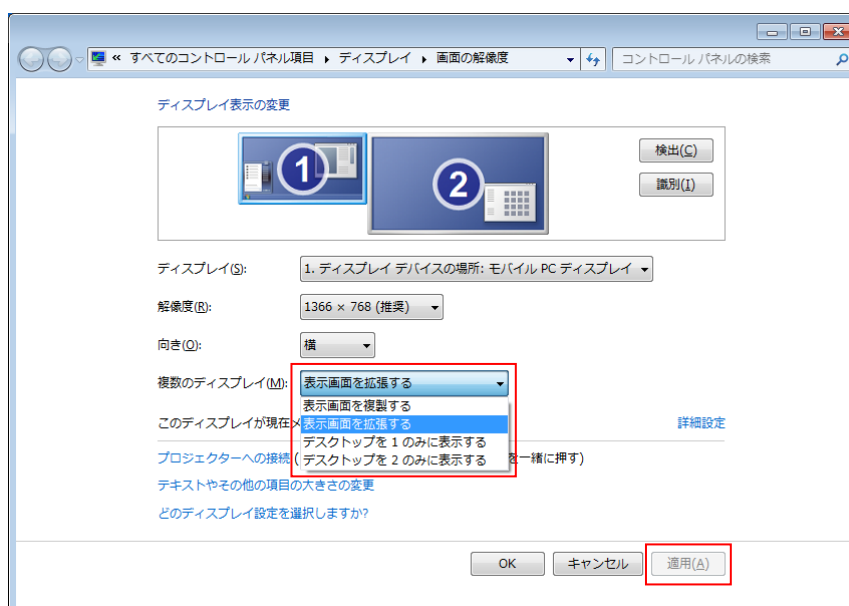 « すべてのコントロール パネル項目 ▸ ディスプレイ ▸ 画面の解像度
コントロール パネルの検索
ディスプレイ表示の変更
1
2
検出(C)
識別(I)
ディスプレイ(S):
1. ディスプレイ デバイスの場所: モバイル PC ディスプレイ
解像度(R):
1366 × 768 (推奨)
向き(O):
横
複数のディスプレイ(M):
表示画面を拡張する
表示画面を複製する
表示画面を拡張する
デスクトップを 1 のみに表示する
デスクトップを 2 のみに表示する
このディスプレイが現在メ
詳細設定
プロジェクターへの接続 (
を一緒に押す)
テキストやその他の項目の大きさの変更
どのディスプレイ設定を選択しますか?
OK
キャンセル
適用(A)